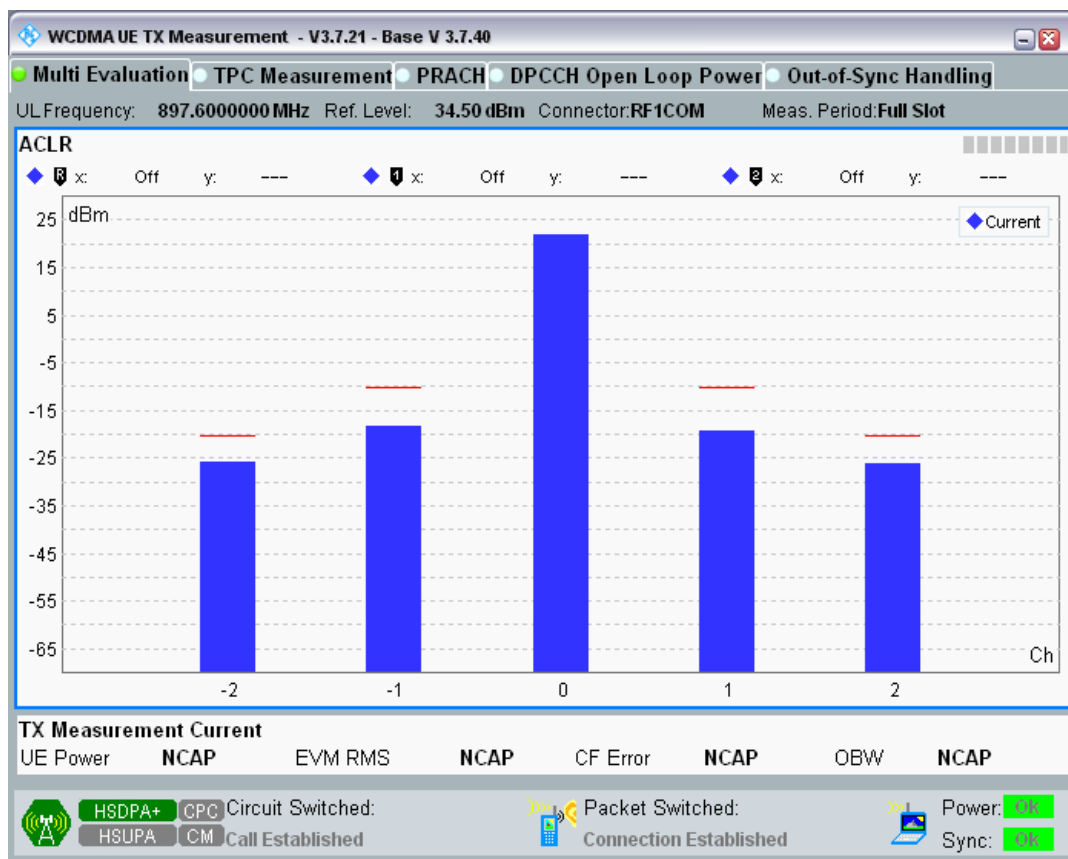 WCDMA UE TX Measurement - V3.7.21 - Base V 3.7.40
Multi Evaluation TPC Measurement PRACH DPCCH Open Loop Power Out-of-Sync Handling
UL Frequency: 897.6000000 MHz Ref. Level: 34.50 dBm Connector:RF1COM Meas. Period:Full Slot
ACLR
R x: Off y: --- 1 x: Off y: --- 2 x: Off y: ---
dBm
Current
25
15
5
-5
-15
-25
-35
-45
-55
-65
Ch
-2 -1 0 1 2
TX Measurement Current
UE Power NCAP EVM RMS NCAP CF Error NCAP OBW NCAP
HSDPA+ CPC Circuit Switched: Packet Switched: Power: Ok
HSUPA CM Call Established Connection Established Sync: Ok